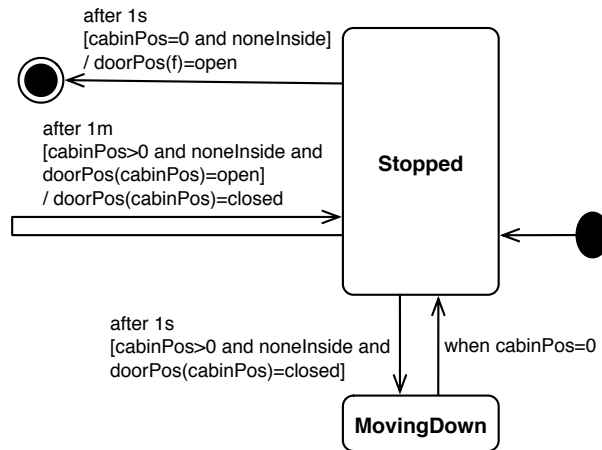 after 1s
[cabinPos=0 and noneInside]
/ doorPos(f)=open
after 1m
[cabinPos>0 and noneInside and
doorPos(cabinPos)=open]
/ doorPos(cabinPos)=closed
Stopped
after 1s
[cabinPos>0 and noneInside and
doorPos(cabinPos)=closed]
when cabinPos=0
MovingDown